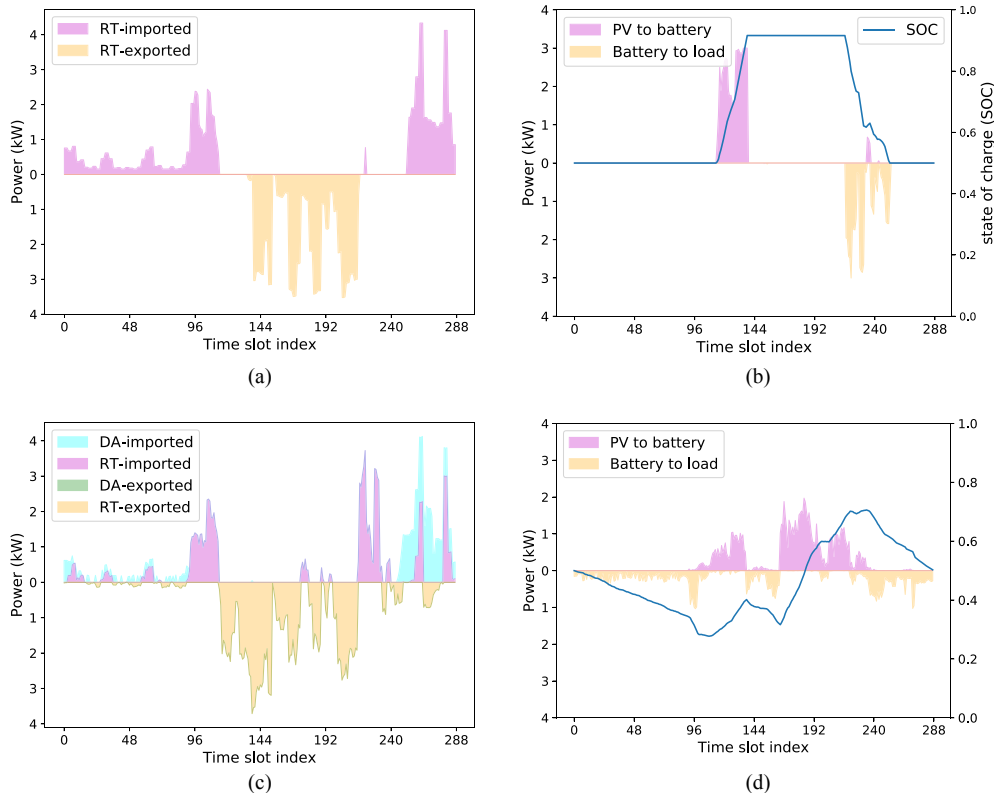 RT-imported
RT-exported
Power (kW)
4
3
2
1
0
1
2
3
4
0 48 96 144 192 240 288
Time slot index
(a)
PV to battery
Battery to load
SOC
Power (kW)
4
3
2
1
0
1
2
3
4
1.0
0.8
0.6
0.4
0.2
0.0
state of charge (SOC)
0 48 96 144 192 240 288
Time slot index
(b)
DA-imported
RT-imported
DA-exported
RT-exported
Power (kW)
4
3
2
1
0
1
2
3
4
0 48 96 144 192 240 288
Time slot index
(c)
PV to battery
Battery to load
Power (kW)
4
3
2
1
0
1
2
3
4
1.0
0.8
0.6
0.4
0.2
0.0
0 48 96 144 192 240 288
Time slot index
(d)